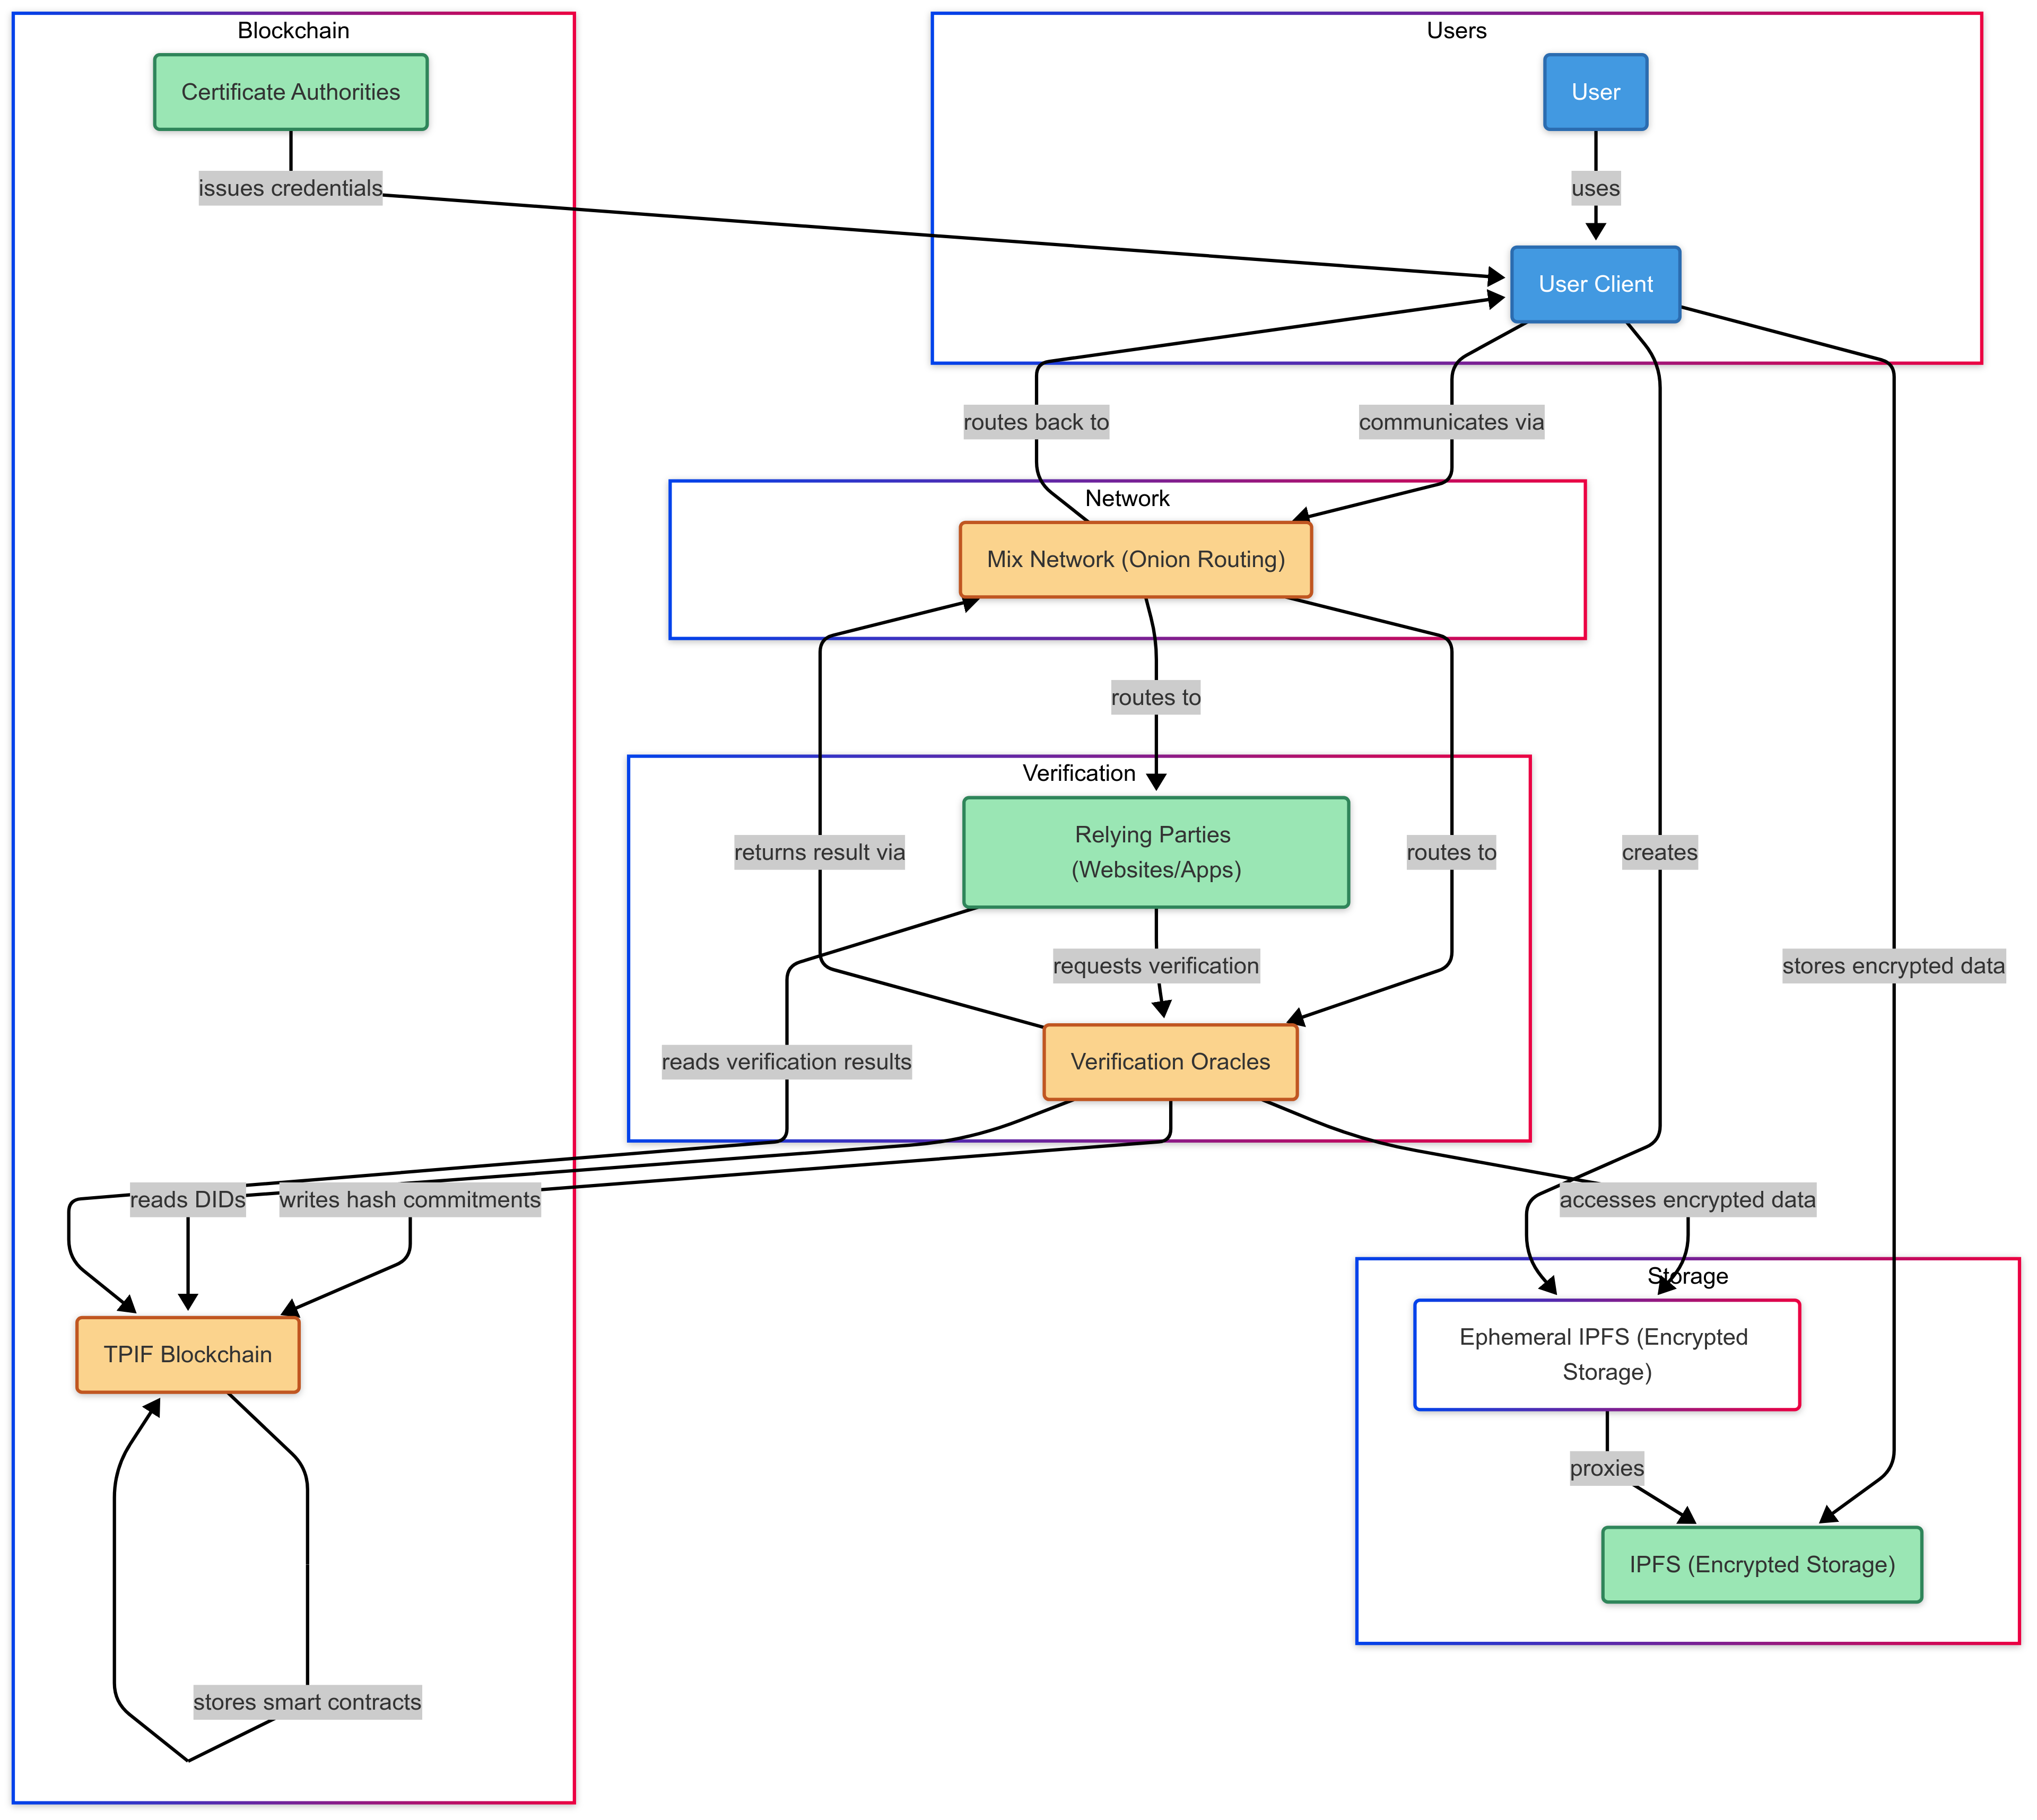 Blockchain
Users
Certificate Authorities
User
issues credentials
uses
User Client
routes back to
communicates via
Network
Mix Network (Onion Routing)
routes to
Verification
Relying Parties
(Websites/Apps)
returns result via
routes to
creates
requests verification
stores encrypted data
reads verification results
Verification Oracles
reads DIDs
writes hash commitments
accesses encrypted data
Storage
TPIF Blockchain
Ephemeral IPFS (Encrypted
Storage)
proxies
IPFS (Encrypted Storage)
stores smart contracts